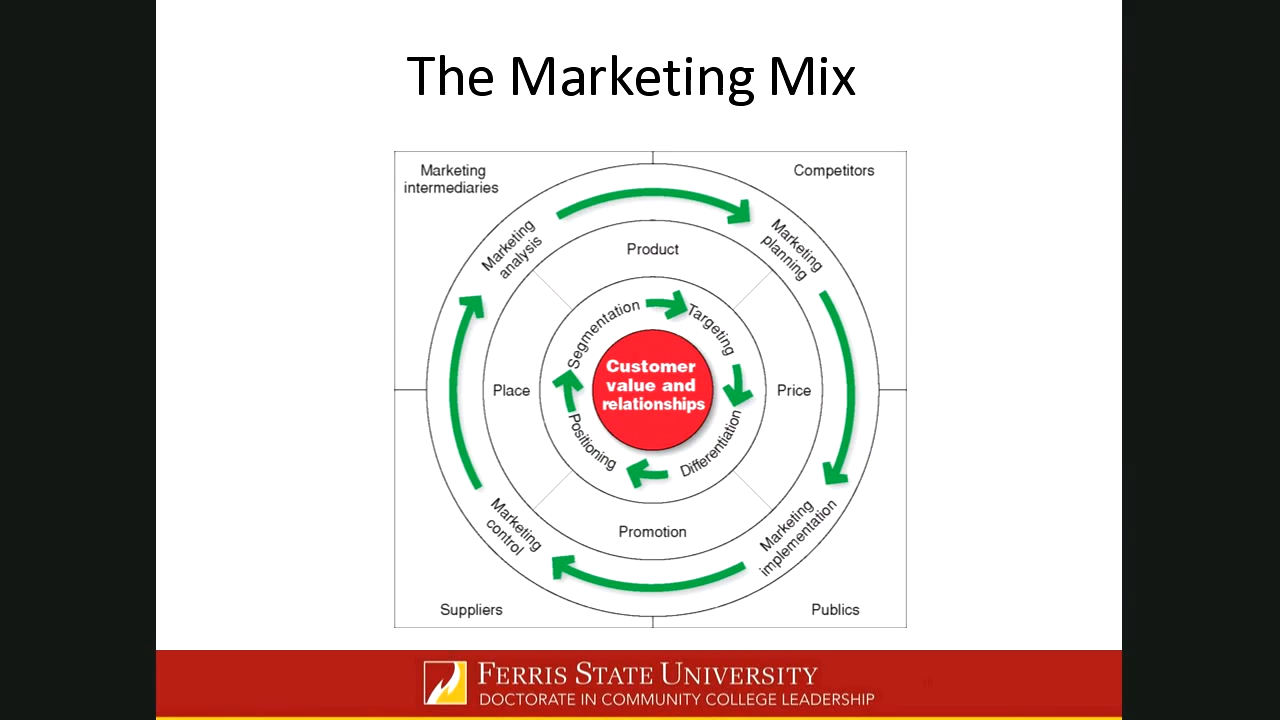 The Marketing Mix
Marketing
intermediaries
Competitors
Marketing
analysis
Marketing
planning
Product
Segmentation
Targeting
Customer
value and
relationships
Place
Price
Positioning
Differentiation
Marketing
control
Promotion
Marketing
implementation
Suppliers
Publics
FERRIS STATE UNIVERSITY
DOCTORATE IN COMMUNITY COLLEGE LEADERSHIP